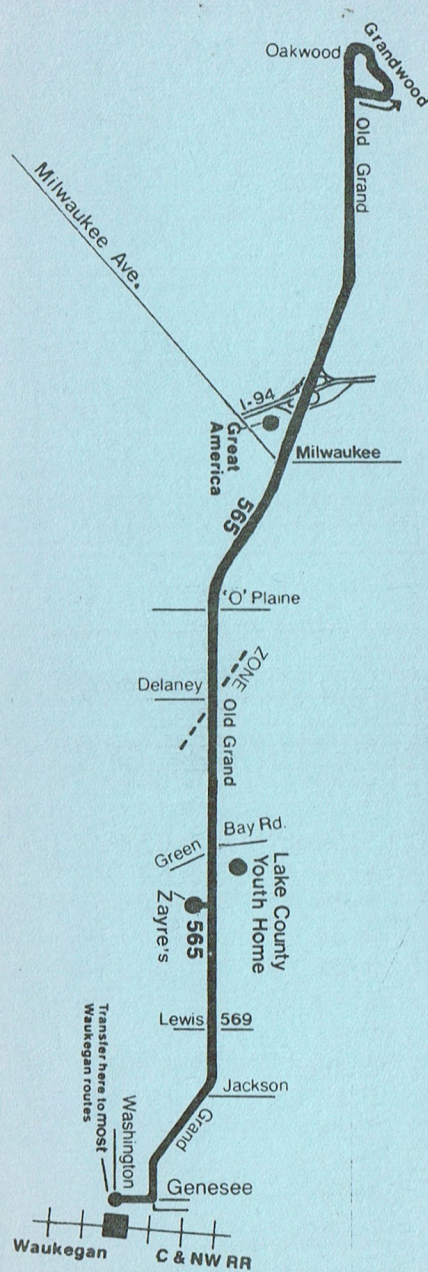 Oakwood
Grandwood
Old Grand
Milwaukee Ave.
I-94
Great
America
Milwaukee
565
'O' Plaine
ZONE
Delaney
Old Grand
Bay Rd.
Green
Lake County
Youth Home
565
Zayre's
Lewis
569
Jackson
Grand
Washington
Transfer here to most
Waukegan routes
Genesee
Waukegan
C & NW RR